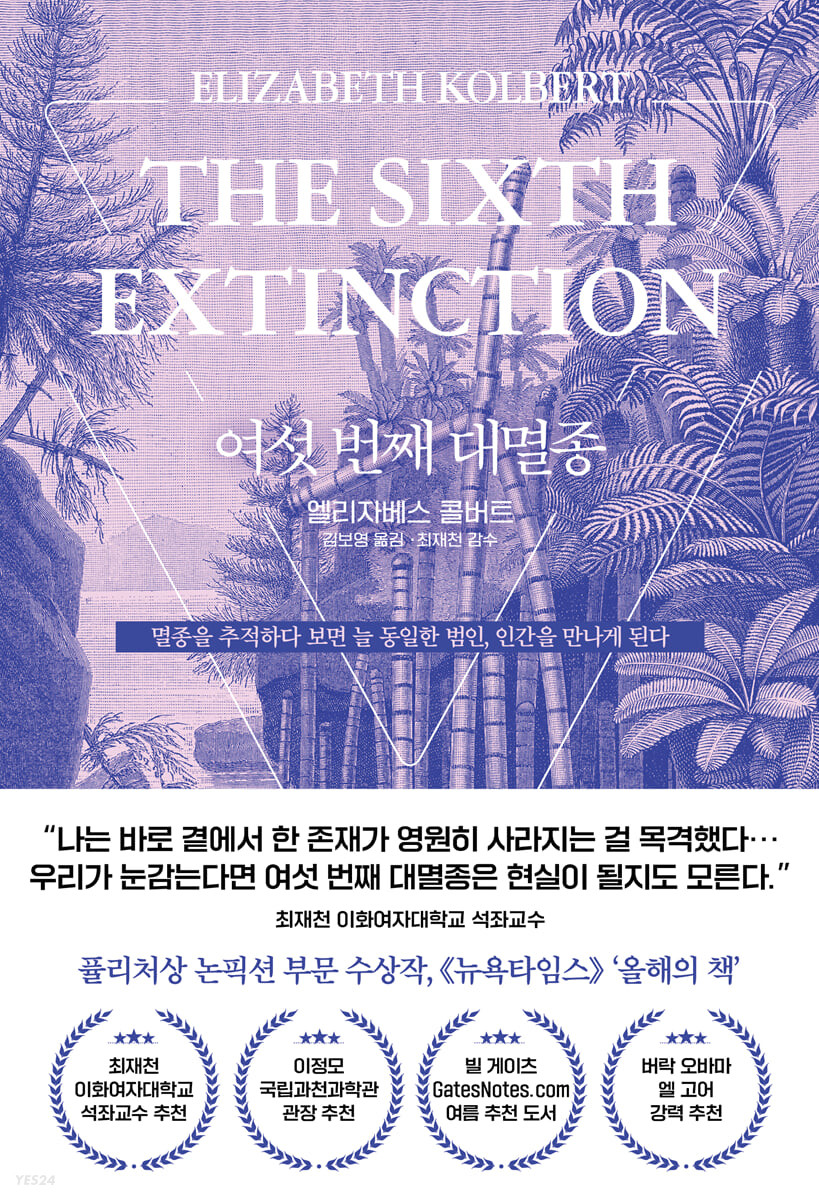 ELIZABETH KOLBERT
THE SIXTH
EXTINCTION
여섯 번째 대멸종
엘리자베스 콜버트
김보영 옮김 · 최재천 감수
멸종을 추적하다 보면 늘 동일한 범인, 인간을 만나게 된다
“나는 바로 곁에서 한 존재가 영원히 사라지는 걸 목격했다…
우리가 눈감는다면 여섯 번째 대멸종은 현실이 될지도 모른다.”
최재천 이화여자대학교 석좌교수
퓰리처상 논픽션 부문 수상작, 《뉴욕타임스》 ‘올해의 책’
최재천
이화여자대학교
석좌교수 추천
이정모
국립과천과학관
관장 추천
빌 게이츠
GatesNotes.com
여름 추천 도서
버락 오바마
엘 고어
강력 추천
YES24